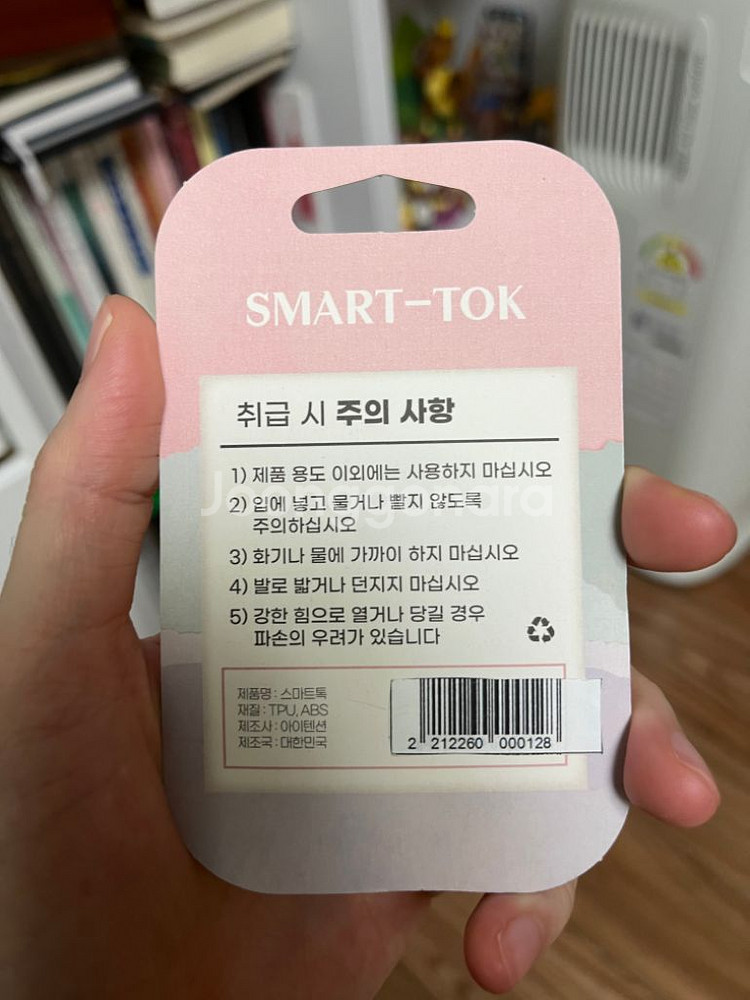 SMART-TOK
취급 시 주의 사항
1) 제품 용도 이외에는 사용하지 마십시오
2) 입에 넣고 물거나 빨지 않도록
주의하십시오
3) 화기나 물에 가까이 하지 마십시오
4) 발로 밟거나 던지지 마십시오
5) 강한 힘으로 열거나 당길 경우
파손의 우려가 있습니다
제품명 : 스마트톡
재질 : TPU, ABS
제조사 : 아이텐션
제조국 : 대한민국
2 212260 000128
Joonggonara